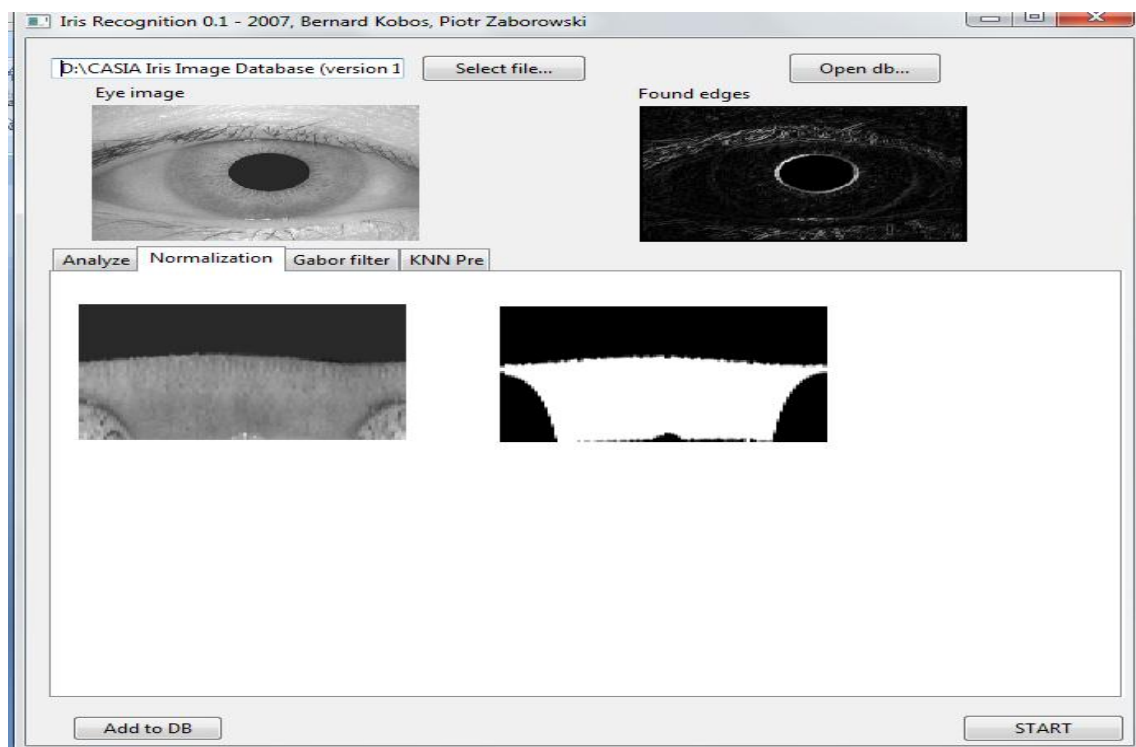 Iris Recognition 0.1 - 2007, Bernard Kobos, Piotr Zaborowski
D:\CASIA Iris Image Database (version 1
Select file...
Open db...
Eye image
Found edges
Analyze
Normalization
Gabor filter
KNN Pre
Add to DB
START